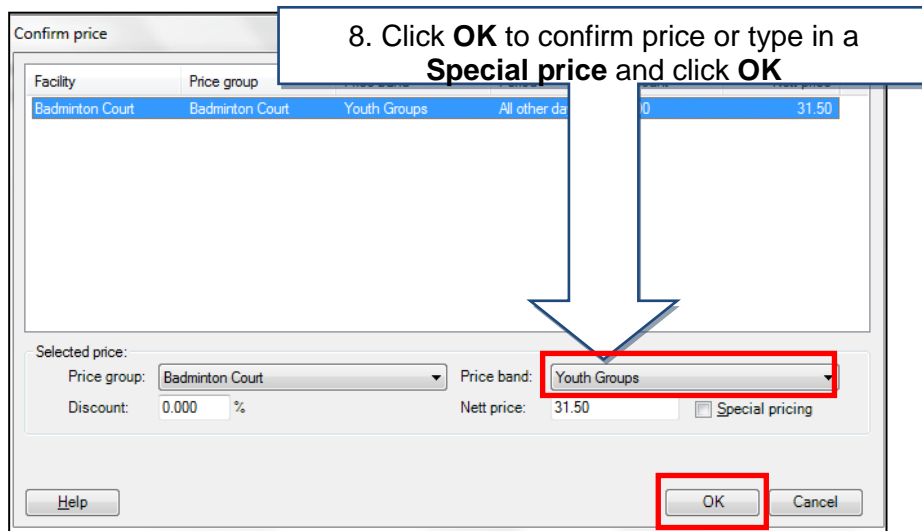 Confirm price
8. Click OK to confirm price or type in a
Special price and click OK
Facility Price group
Badminton Court Badminton Court Youth Groups All other 31.50
Selected price:
Price group: Badminton Court Price band: Youth Groups
Discount: 0.000 % Nett price: 31.50 Special pricing
Help OK Cancel